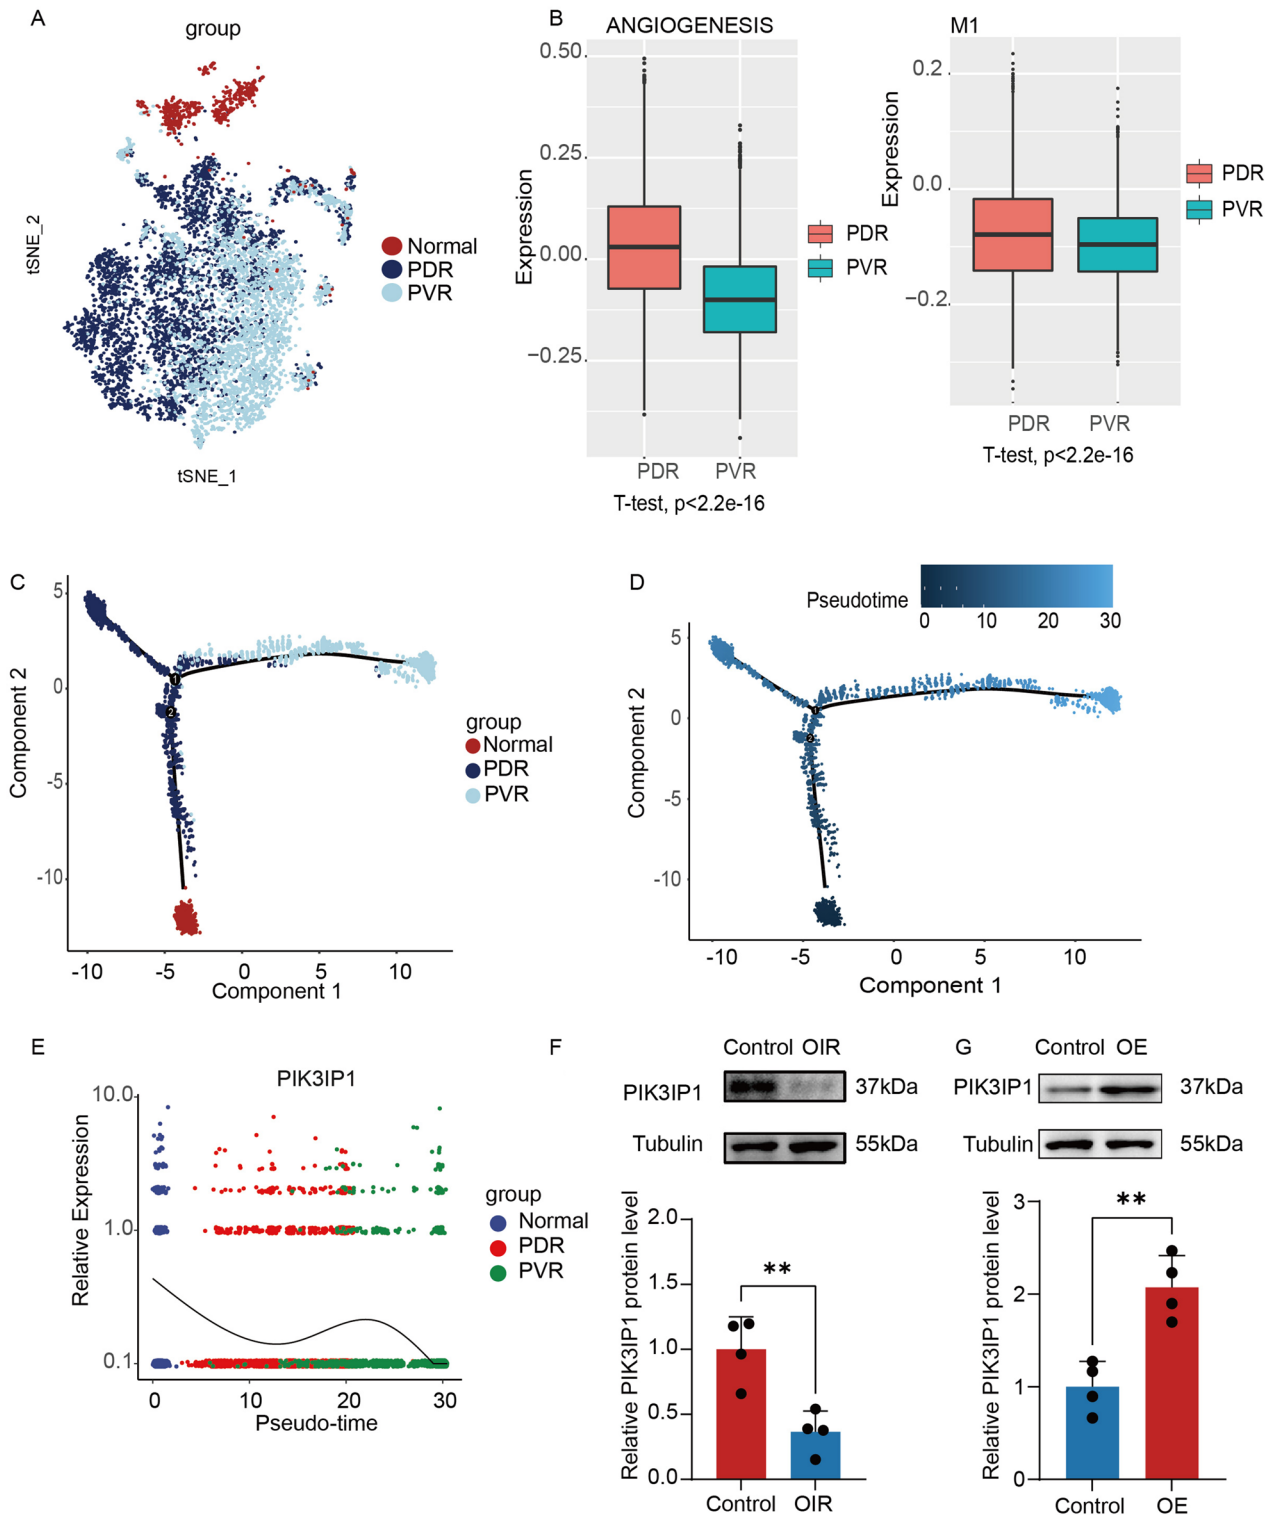 A
group
tSNE_2
tSNE_1
Normal
PDR
PVR
B
ANGIOGENESIS
Expression
0.50
0.25
0.00
−0.25
PDR
PVR
T-test, p<2.2e-16
PDR
PVR
M1
Expression
0.2
0.0
−0.2
PDR
PVR
T-test, p<2.2e-16
PDR
PVR
C
Component 2
5
0
-5
-10
-10 -5 0 5 10
Component 1
1
2
group
Normal
PDR
PVR
D
Pseudotime
0 10 20 30
Component 2
5
0
-5
-10
-10 -5 0 5 10
Component 1
1
2
E
PIK3IP1
Relative Expression
10.0
1.0
0.1
0 10 20 30
Pseudo-time
group
Normal
PDR
PVR
F
Control OIR
PIK3IP1 37kDa
Tubulin 55kDa
Relative PIK3IP1 protein level
2.0
1.5
1.0
0.5
0.0
**
Control OIR
G
Control OE
PIK3IP1 37kDa
Tubulin 55kDa
Relative PIK3IP1 protein level
3
2
1
0
**
Control OE